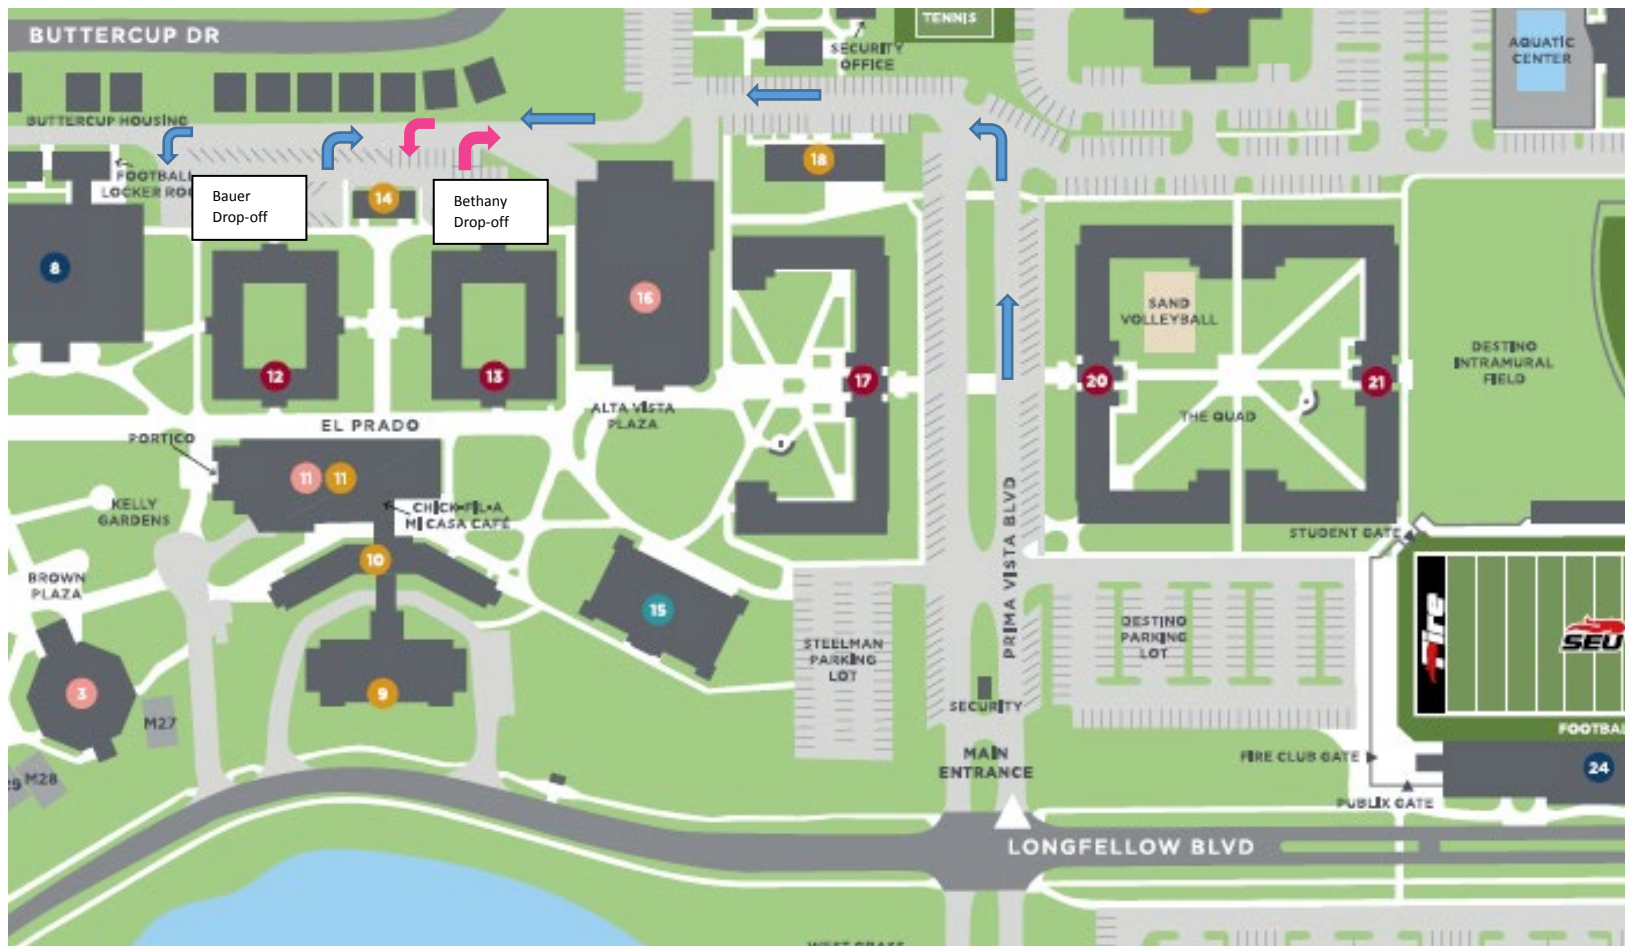 BUTTERCUP DR
TENNIS
SECURITY
OFFICE
AQUATIC
CENTER
BUTTERCUP HOUSING
FOOTBALL
LOCKER RO
Bauer
Drop-off
14
Bethany
Drop-off
18
8
16
SAND
VOLLEYBALL
DESTINO
INTRAMURAL
FIELD
12
13
17
20
21
ALTA VISTA
PLAZA
THE QUAD
EL PRADO
PORTICO
11
11
KELLY
GARDENS
CHICK-FIL-A
MI CASA CAFÉ
PRIMA VISTA BLVD
STUDENT GATE
10
BROWN
PLAZA
15
Fire
SEU
STEELMAN
PARKING
LOT
DESTINO
PARKING
LOT
3
9
M27
SECURITY
FOOTBAL
MAIN
ENTRANCE
FIRE CLUB GATE
24
29
M28
PUBLIX GATE
LONGFELLOW BLVD
WEST GRASS